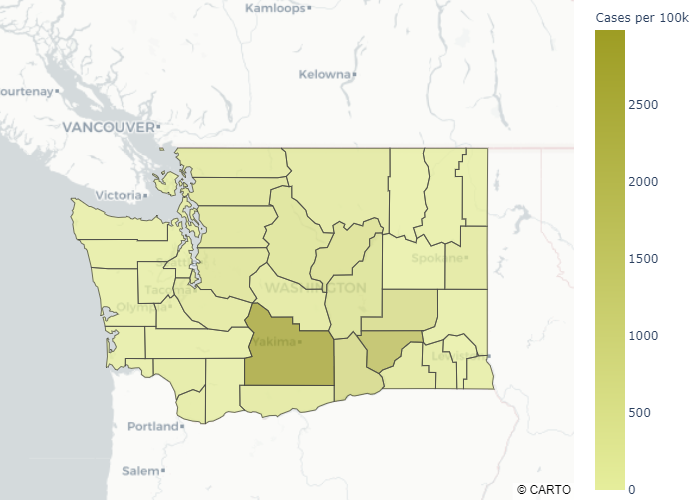 Kamloops
Cases per 100k
Kelowna
ourtenay
VANCOUVER
Victoria
Seattle
Spokane
Tacoma
WASHINGTON
Olympia
Yakima
Lewiston
Portland
Salem
© CARTO
2500
2000
1500
1000
500
0